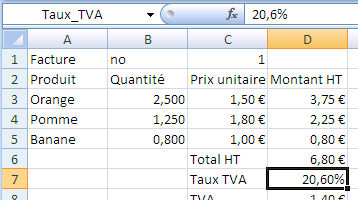 Taux_TVA fx 20,6%
A B C D
1 Facture no 1
2 Produit Quantité Prix unitaire Montant HT
3 Orange 2,500 1,50 € 3,75 €
4 Pomme 1,250 1,80 € 2,25 €
5 Banane 0,800 1,00 € 0,80 €
6 Total HT 6,80 €
7 Taux TVA 20,60%
8 TVA 1,40 €